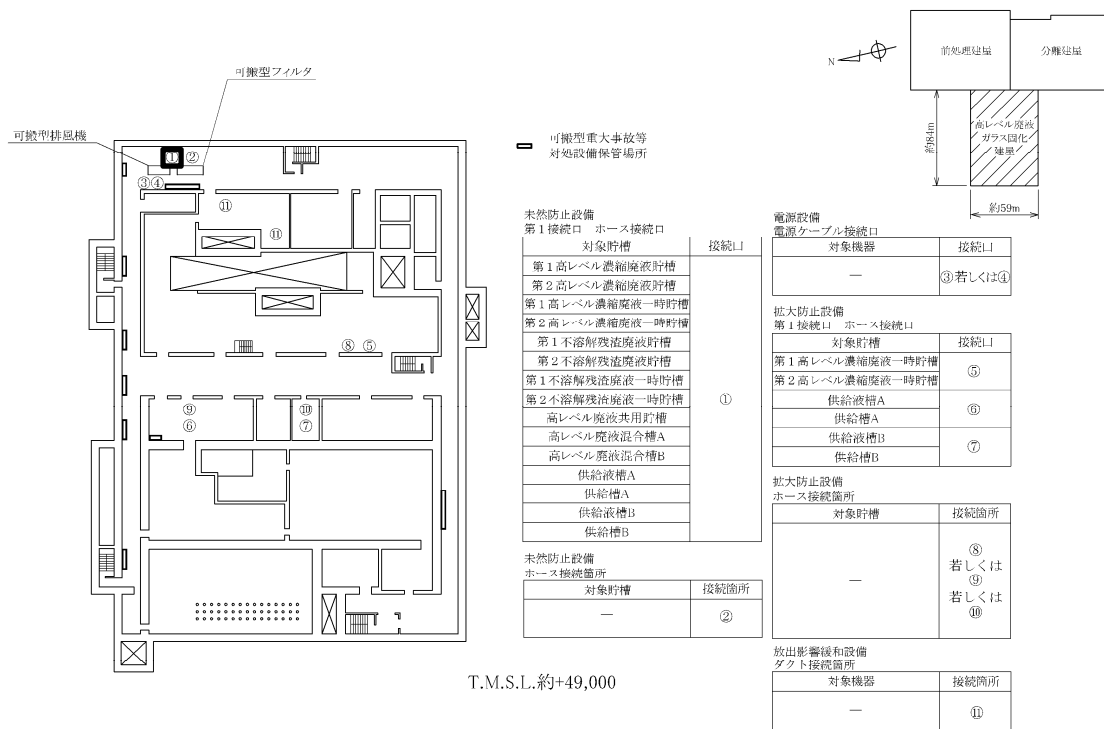 可搬型フィルタ
可搬型排風機
① ②
③④
⑪
⑪
⑧ ⑤
⑨ ⑩
⑥ ⑦
可搬型重大事故等
対処設備保管場所
N
前処理建屋
分離建屋
高レベル廃液
ガラス固化
建屋
約84m
約59m
未然防止設備
第1接続口 ホース接続口
対象貯槽 接続口
第1高レベル濃縮廃液貯槽
第2高レベル濃縮廃液貯槽
第1高レベル濃縮廃液一時貯槽
第2高レベル濃縮廃液一時貯槽
第1不溶解残渣廃液貯槽
第2不溶解残渣廃液貯槽
第1不溶解残渣廃液一時貯槽
第2不溶解残渣廃液一時貯槽
①
高レベル廃液共用貯槽
高レベル廃液混合槽A
高レベル廃液混合槽B
供給液槽A
供給槽A
供給液槽B
供給槽B
未然防止設備
ホース接続箇所
対象貯槽 接続箇所
― ②
電源設備
電源ケーブル接続口
対象機器 接続口
― ③若しくは④
拡大防止設備
第1接続口 ホース接続口
対象貯槽 接続口
第1高レベル濃縮廃液一時貯槽
⑤
第2高レベル濃縮廃液一時貯槽
供給液槽A
⑥
供給槽A
供給液槽B
⑦
供給槽B
拡大防止設備
ホース接続箇所
対象貯槽 接続箇所
⑧
若しくは
― ⑨
若しくは
⑩
放出影響緩和設備
ダクト接続箇所
対象機器 接続箇所
― ⑪
T.M.S.L.約+49,000